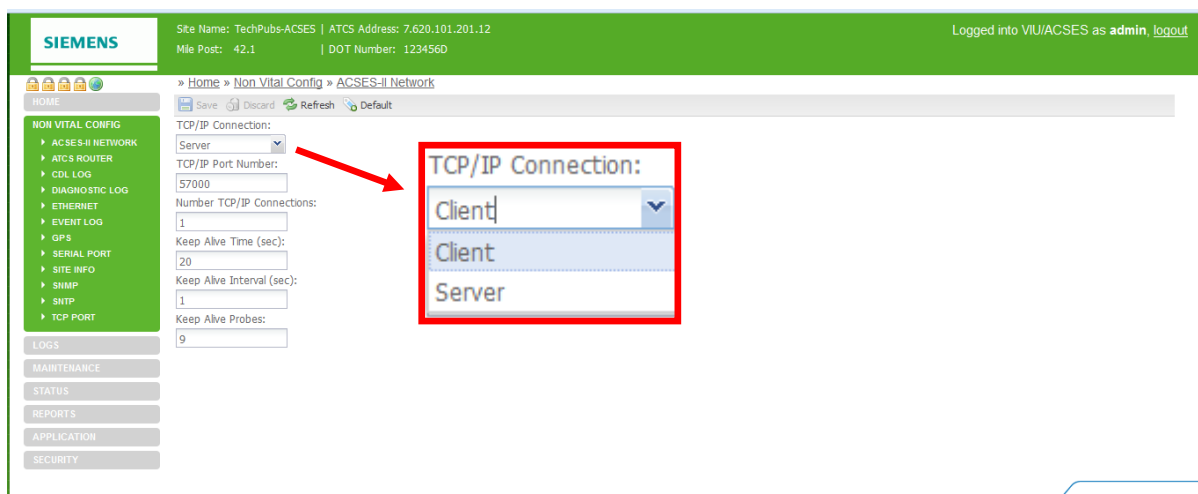 SIEMENS
Site Name: TechPubs-ACSES | ATCS Address: 7.620.101.201.12
Mile Post: 42.1 | DOT Number: 123456D
Logged into VIU/ACSES as admin, logout
» Home » Non Vital Config » ACSES-II Network
Save Discard Refresh Default
HOME
NON VITAL CONFIG
ACSES-II NETWORK
ATCS ROUTER
CDL LOG
DIAGNOSTIC LOG
ETHERNET
EVENT LOG
GPS
SERIAL PORT
SITE INFO
SNMP
SNTP
TCP PORT
LOGS
MAINTENANCE
STATUS
REPORTS
APPLICATION
SECURITY
TCP/IP Connection:
Server
TCP/IP Port Number:
57000
Number TCP/IP Connections:
1
Keep Alive Time (sec):
20
Keep Alive Interval (sec):
1
Keep Alive Probes:
9
TCP/IP Connection:
Client
Client
Server